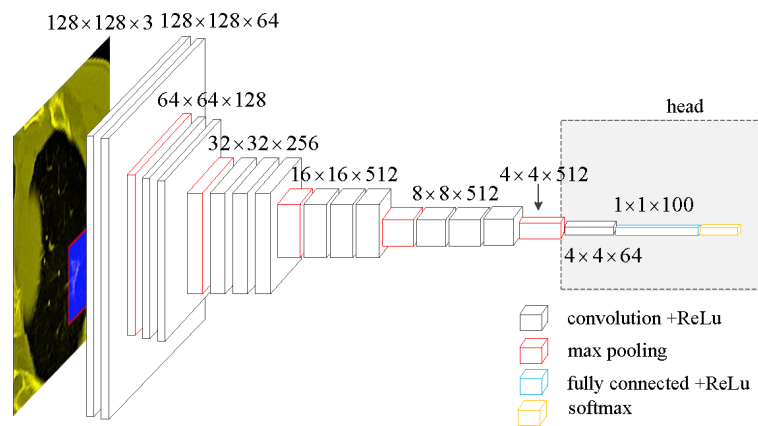 128×128×3
128×128×64
64×64×128
32×32×256
16×16×512
8×8×512
4×4×512
head
1×1×100
4×4×64
convolution +ReLu
max pooling
fully connected +ReLu
softmax